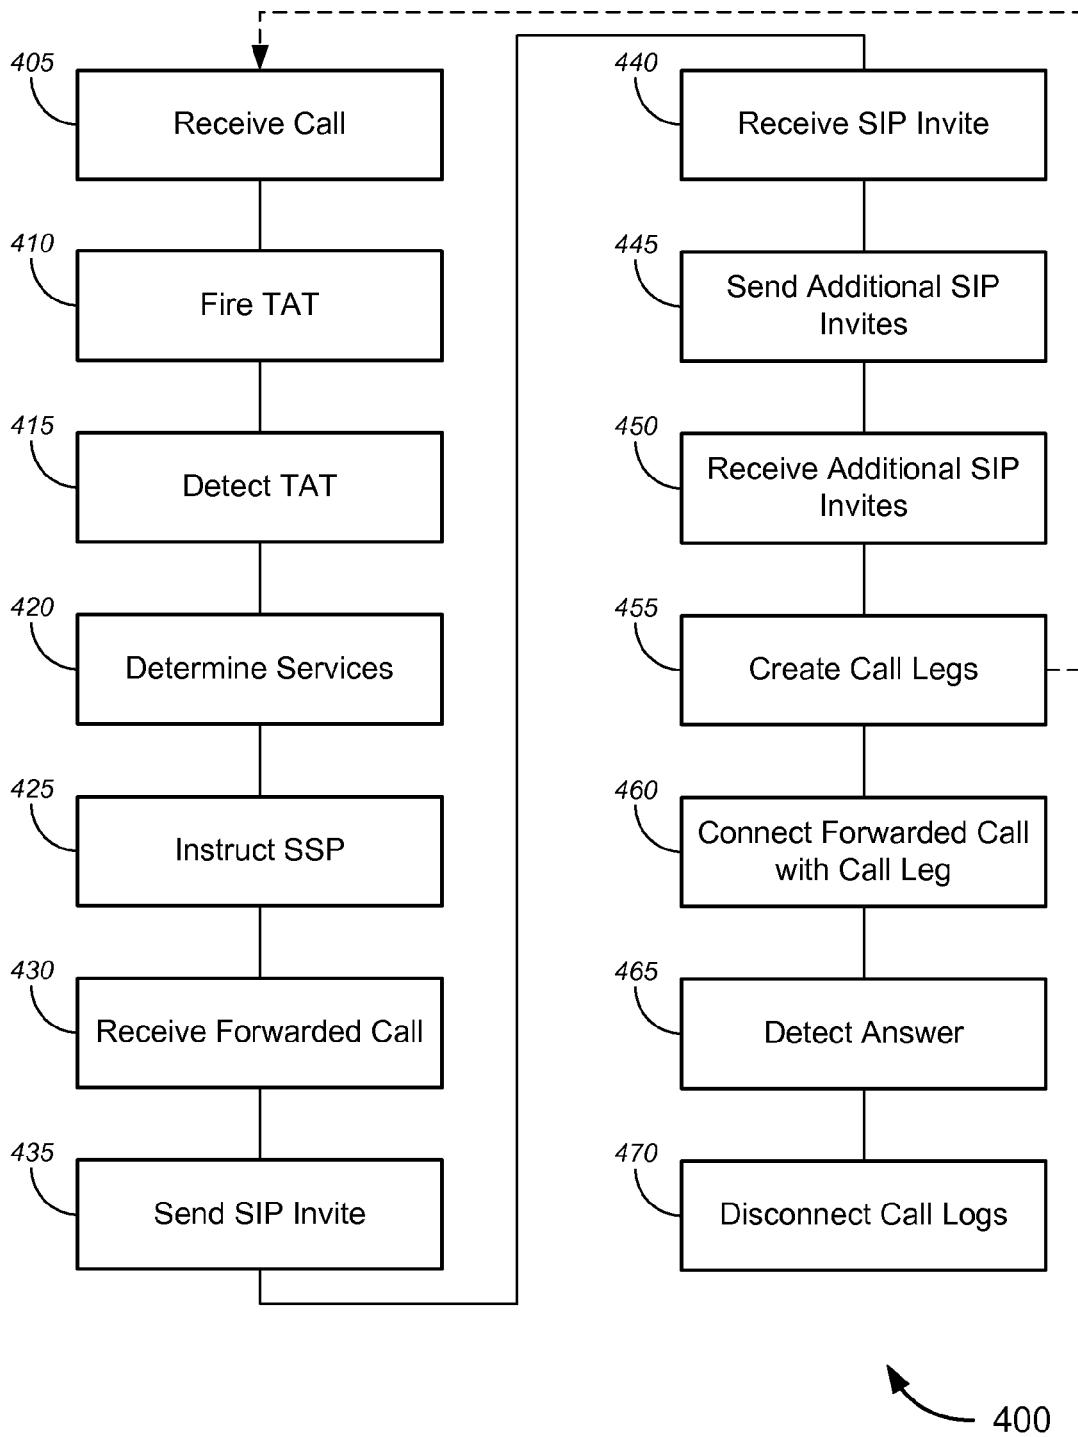 405
Receive Call
410
Fire TAT
415
Detect TAT
420
Determine Services
425
Instruct SSP
430
Receive Forwarded Call
435
Send SIP Invite
440
Receive SIP Invite
445
Send Additional SIP
Invites
450
Receive Additional SIP
Invites
455
Create Call Legs
460
Connect Forwarded Call
with Call Leg
465
Detect Answer
470
Disconnect Call Logs
400